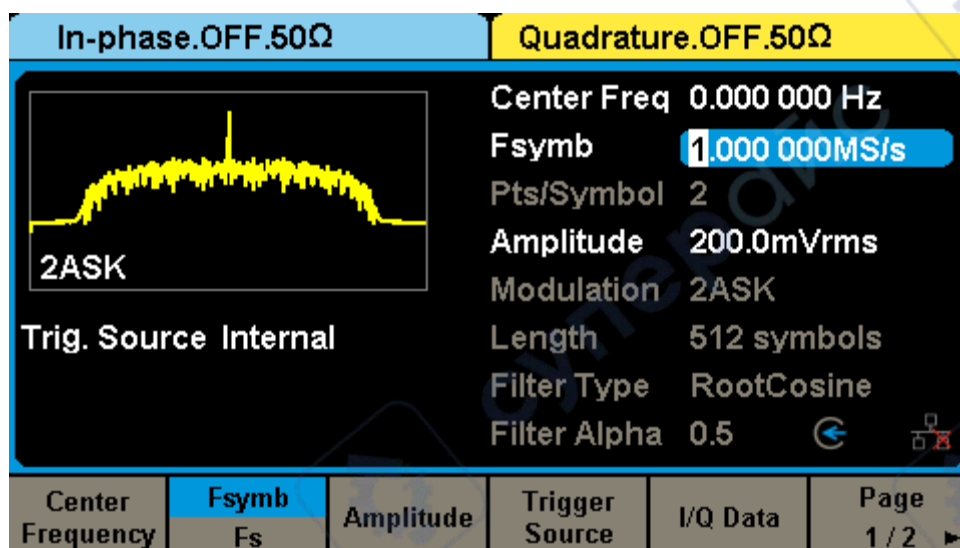 In-phase.OFF.50Ω
Quadrature.OFF.50Ω
Center Freq 0.000 000 Hz
Fsymb 1.000 000MS/s
Pts/Symbol 2
Amplitude 200.0mVrms
2ASK
Modulation 2ASK
Trig. Source Internal
Length 512 symbols
Filter Type RootCosine
Filter Alpha 0.5
Center Frequency
Fsymb
Fs
Amplitude
Trigger Source
I/Q Data
Page 1/2
суперайс